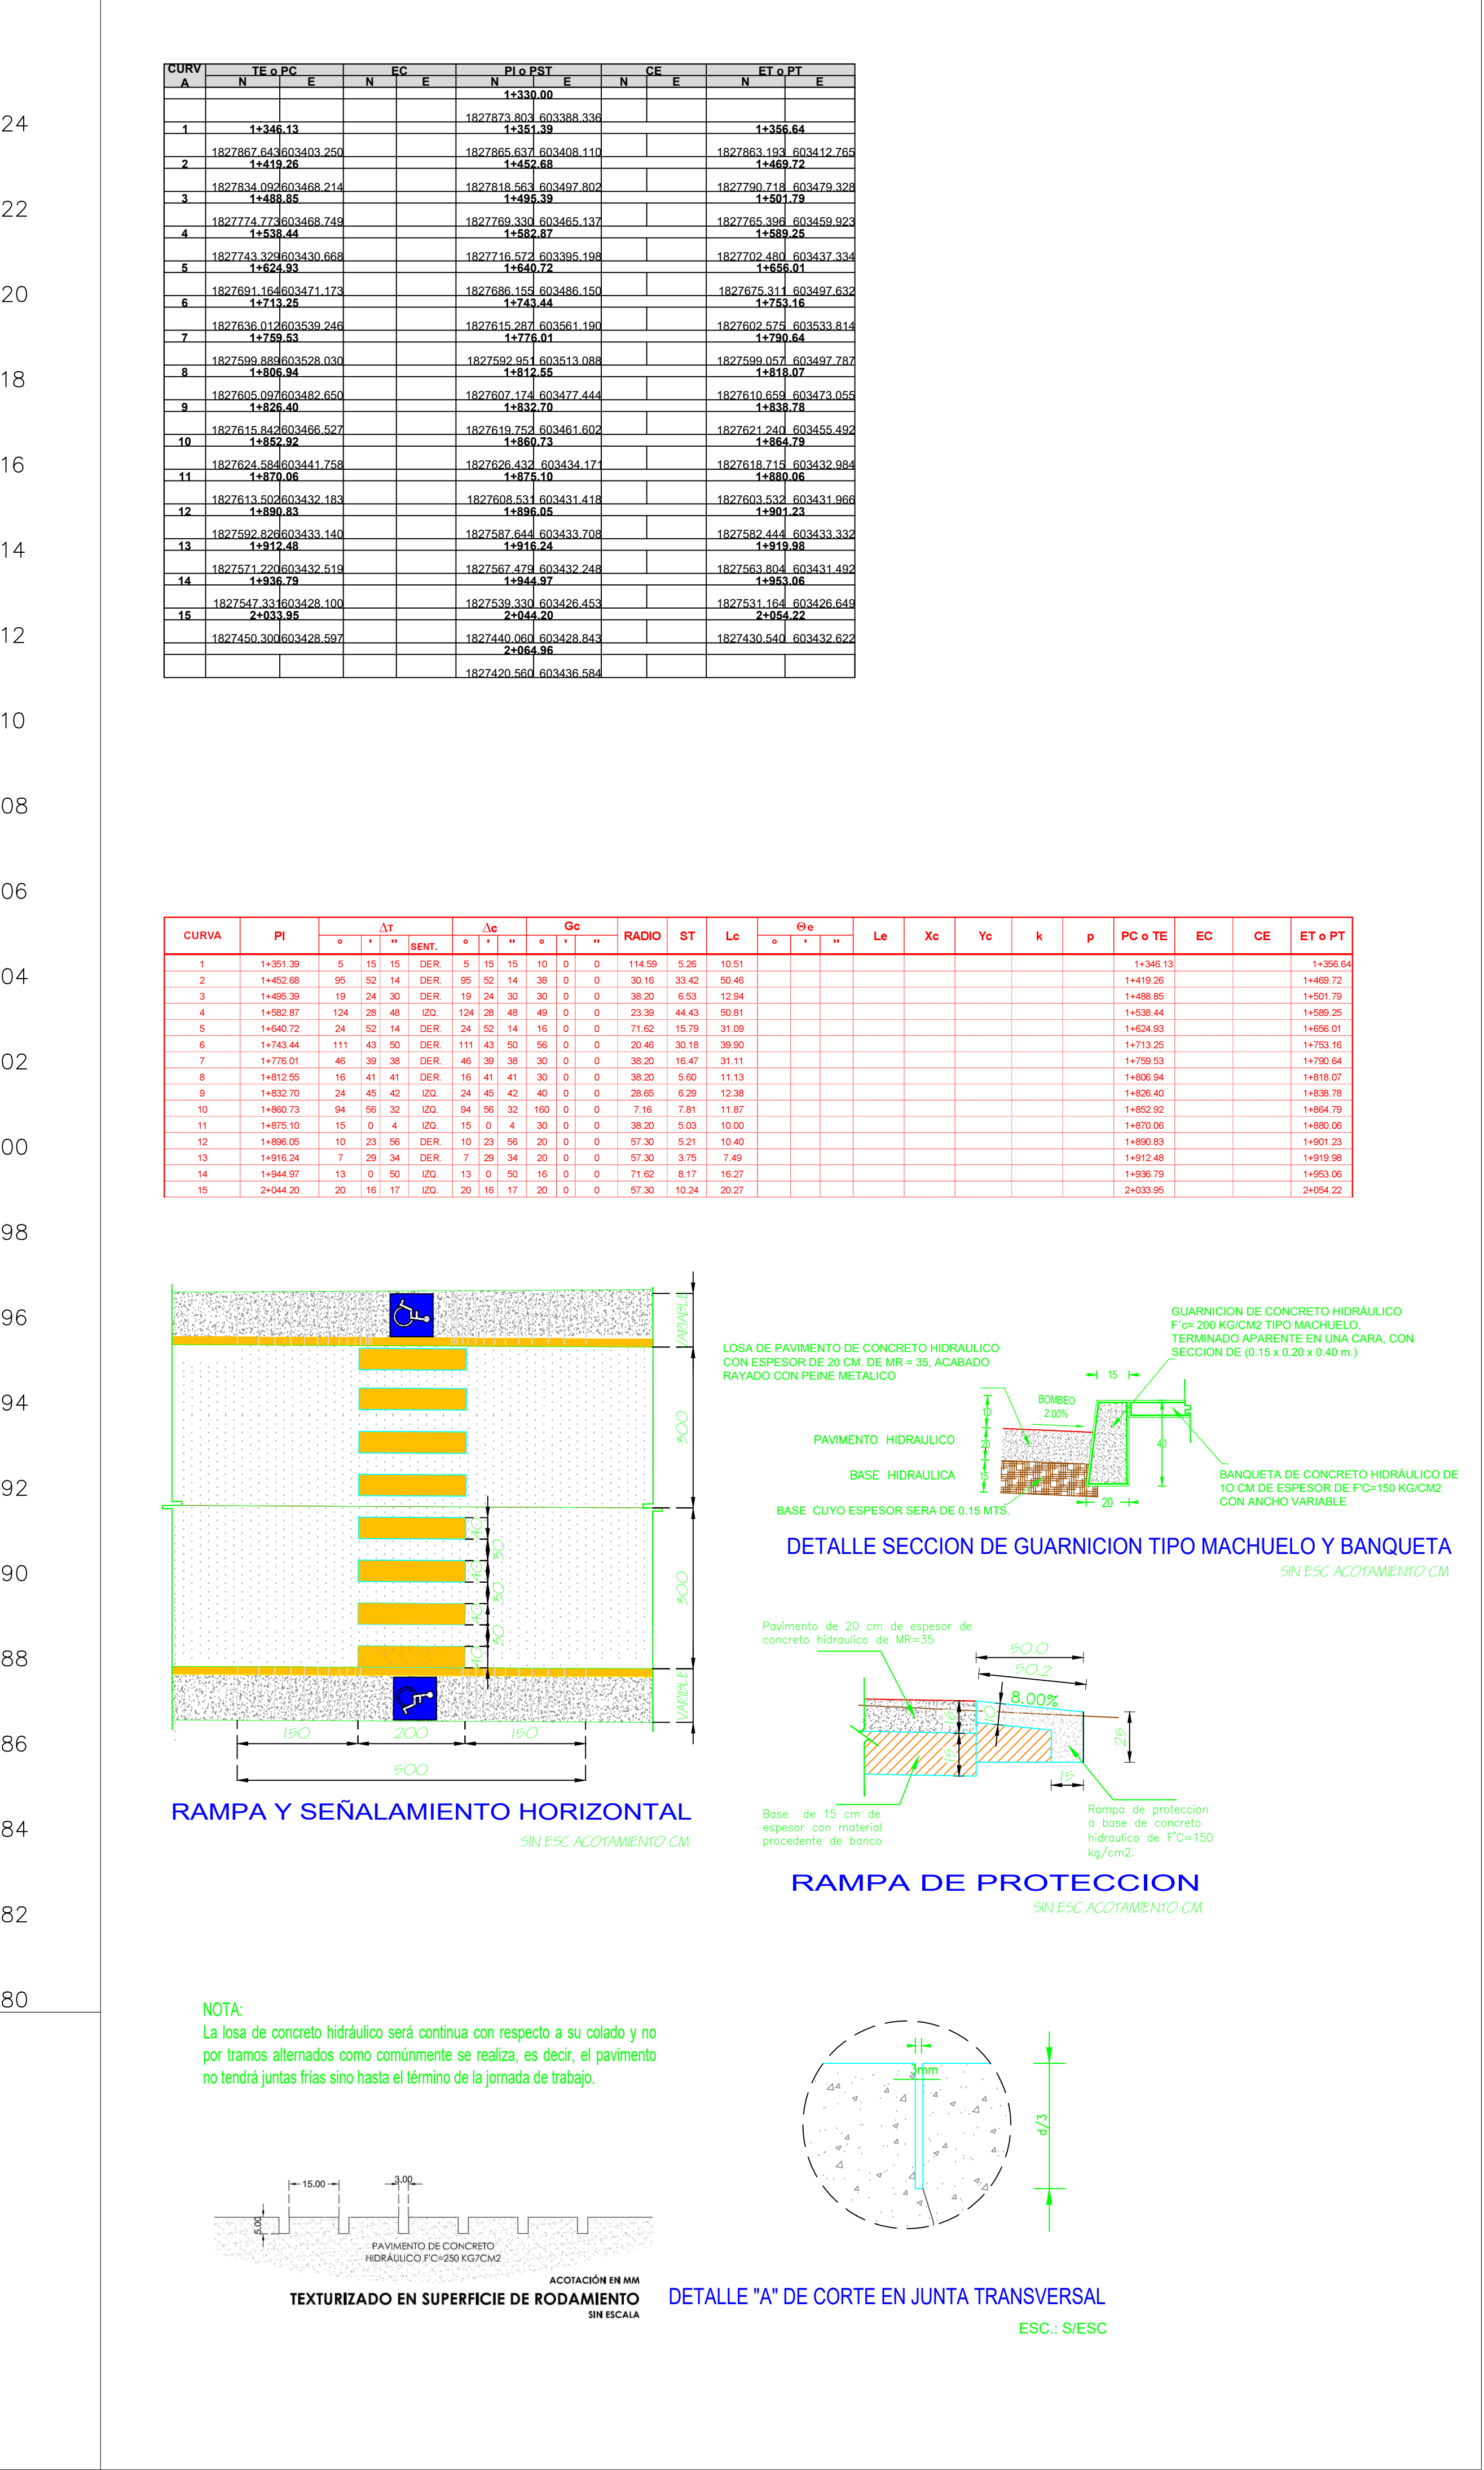 24
22
20
18
16
14
12
10
08
06
04
02
00
98
96
94
92
90
88
86
84
82
80
CURVA TE o PC EC PI o PST CE ET o PT
N E N E N E N E N E
1+330.00
1827873.803 603388.336
1 1+346.13 1+351.39 1+356.64
1827867.643 603403.250 1827865.637 603408.110 1827863.193 603412.765
2 1+419.26 1+452.68 1+469.72
1827834.092 603468.214 1827818.563 603497.802 1827790.718 603479.328
3 1+488.85 1+495.39 1+501.79
1827774.773 603468.749 1827769.330 603465.137 1827765.396 603459.923
4 1+538.44 1+582.87 1+589.25
1827743.329 603430.668 1827716.572 603395.198 1827702.480 603437.334
5 1+624.93 1+640.72 1+656.01
1827691.164 603471.173 1827686.155 603486.150 1827675.311 603497.632
6 1+713.25 1+743.44 1+753.16
1827636.012 603539.246 1827615.287 603561.190 1827602.575 603533.814
7 1+759.53 1+776.01 1+790.64
1827599.889 603528.030 1827592.951 603513.088 1827599.057 603497.787
8 1+806.94 1+812.55 1+818.07
1827605.097 603482.650 1827607.174 603477.444 1827610.659 603473.055
9 1+826.40 1+832.70 1+838.78
1827615.842 603466.527 1827619.752 603461.602 1827621.240 603455.492
10 1+852.92 1+860.73 1+864.79
1827624.584 603441.758 1827626.432 603434.171 1827618.715 603432.984
11 1+870.06 1+875.10 1+880.06
1827613.502 603432.183 1827608.531 603431.418 1827603.532 603431.966
12 1+890.83 1+896.05 1+901.23
1827592.826 603433.140 1827587.644 603433.708 1827582.444 603433.332
13 1+912.48 1+916.24 1+919.98
1827571.220 603432.519 1827567.479 603432.248 1827563.804 603431.492
14 1+936.79 1+944.97 1+953.06
1827547.331 603428.100 1827539.330 603426.453 1827531.164 603426.649
15 2+033.95 2+044.20 2+054.22
1827450.300 603428.597 1827440.060 603428.843 1827430.540 603432.622
2+064.96
1827420.560 603436.584
CURVA PI ΔT Δc Gc RADIO ST Lc Θe Le Xc Yc k p PC o TE EC CE ET o PT
° ' " SENT. ° ' " ° ' " ° ' "
1 1+351.39 5 15 15 DER. 5 15 15 10 0 0 114.59 5.26 10.51 1+346.13 1+356.64
2 1+452.68 95 52 14 DER. 95 52 14 38 0 0 30.16 33.42 50.46 1+419.26 1+469.72
3 1+495.39 19 24 30 DER. 19 24 30 30 0 0 38.20 6.53 12.94 1+488.85 1+501.79
4 1+582.87 124 28 48 IZQ. 124 28 48 49 0 0 23.39 44.43 50.81 1+538.44 1+589.25
5 1+640.72 24 52 14 DER. 24 52 14 16 0 0 71.62 15.79 31.09 1+624.93 1+656.01
6 1+743.44 111 43 50 DER. 111 43 50 56 0 0 20.46 30.18 39.90 1+713.25 1+753.16
7 1+776.01 46 39 38 DER. 46 39 38 30 0 0 38.20 16.47 31.11 1+759.53 1+790.64
8 1+812.55 16 41 41 DER. 16 41 41 30 0 0 38.20 5.60 11.13 1+806.94 1+818.07
9 1+832.70 24 45 42 IZQ. 24 45 42 40 0 0 28.65 6.29 12.38 1+826.40 1+838.78
10 1+860.73 94 56 32 IZQ. 94 56 32 160 0 0 7.16 7.81 11.87 1+852.92 1+864.79
11 1+875.10 15 0 4 IZQ. 15 0 4 30 0 0 38.20 5.03 10.00 1+870.06 1+880.06
12 1+896.05 10 23 56 DER. 10 23 56 20 0 0 57.30 5.21 10.40 1+890.83 1+901.23
13 1+916.24 7 29 34 DER. 7 29 34 20 0 0 57.30 3.75 7.49 1+912.48 1+919.98
14 1+944.97 13 0 50 IZQ. 13 0 50 16 0 0 71.62 8.17 16.27 1+936.79 1+953.06
15 2+044.20 20 16 17 IZQ. 20 16 17 20 0 0 57.30 10.24 20.27 2+033.95 2+054.22
VARIABLE
300
300
VARIBLE
40
30
40
30
40
30
40
150 200 150
500
RAMPA Y SEÑALAMIENTO HORIZONTAL
SIN ESC ACOTAMIENTO CM
GUARNICION DE CONCRETO HIDRÁULICO
F'c= 200 KG/CM2 TIPO MACHUELO,
TERMINADO APARENTE EN UNA CARA, CON
SECCION DE (0.15 x 0.20 x 0.40 m.)
LOSA DE PAVIMENTO DE CONCRETO HIDRAULICO
CON ESPESOR DE 20 CM. DE MR = 35, ACABADO
RAYADO CON PEINE METALICO
15
BOMBEO
2.00%
10
PAVIMENTO HIDRAULICO
20
40
BASE HIDRAULICA
15
BANQUETA DE CONCRETO HIDRÁULICO DE
1O CM DE ESPESOR DE F'C=150 KG/CM2
CON ANCHO VARIABLE
20
BASE CUYO ESPESOR SERA DE 0.15 MTS.
DETALLE SECCION DE GUARNICION TIPO MACHUELO Y BANQUETA
SIN ESC ACOTAMIENTO CM
Pavimento de 20 cm de espesor de
concreto hidraulico de MR=35
50.0
50.2
8.00%
10
15
25
15
Base de 15 cm de
espesor con material
procedente de banco
Rampa de proteccion
a base de concreto
hidraulico de F'C=150
kg/cm2.
RAMPA DE PROTECCION
SIN ESC ACOTAMIENTO CM
NOTA:
La losa de concreto hidráulico será continua con respecto a su colado y no
por tramos alternados como comúnmente se realiza, es decir, el pavimento
no tendrá juntas frías sino hasta el término de la jornada de trabajo.
3mm
d/3
15.00
3.00
5.00
PAVIMENTO DE CONCRETO
HIDRÁULICO F'C=250 KG7CM2
ACOTACIÓN EN MM
TEXTURIZADO EN SUPERFICIE DE RODAMIENTO
SIN ESCALA
DETALLE "A" DE CORTE EN JUNTA TRANSVERSAL
ESC.: S/ESC